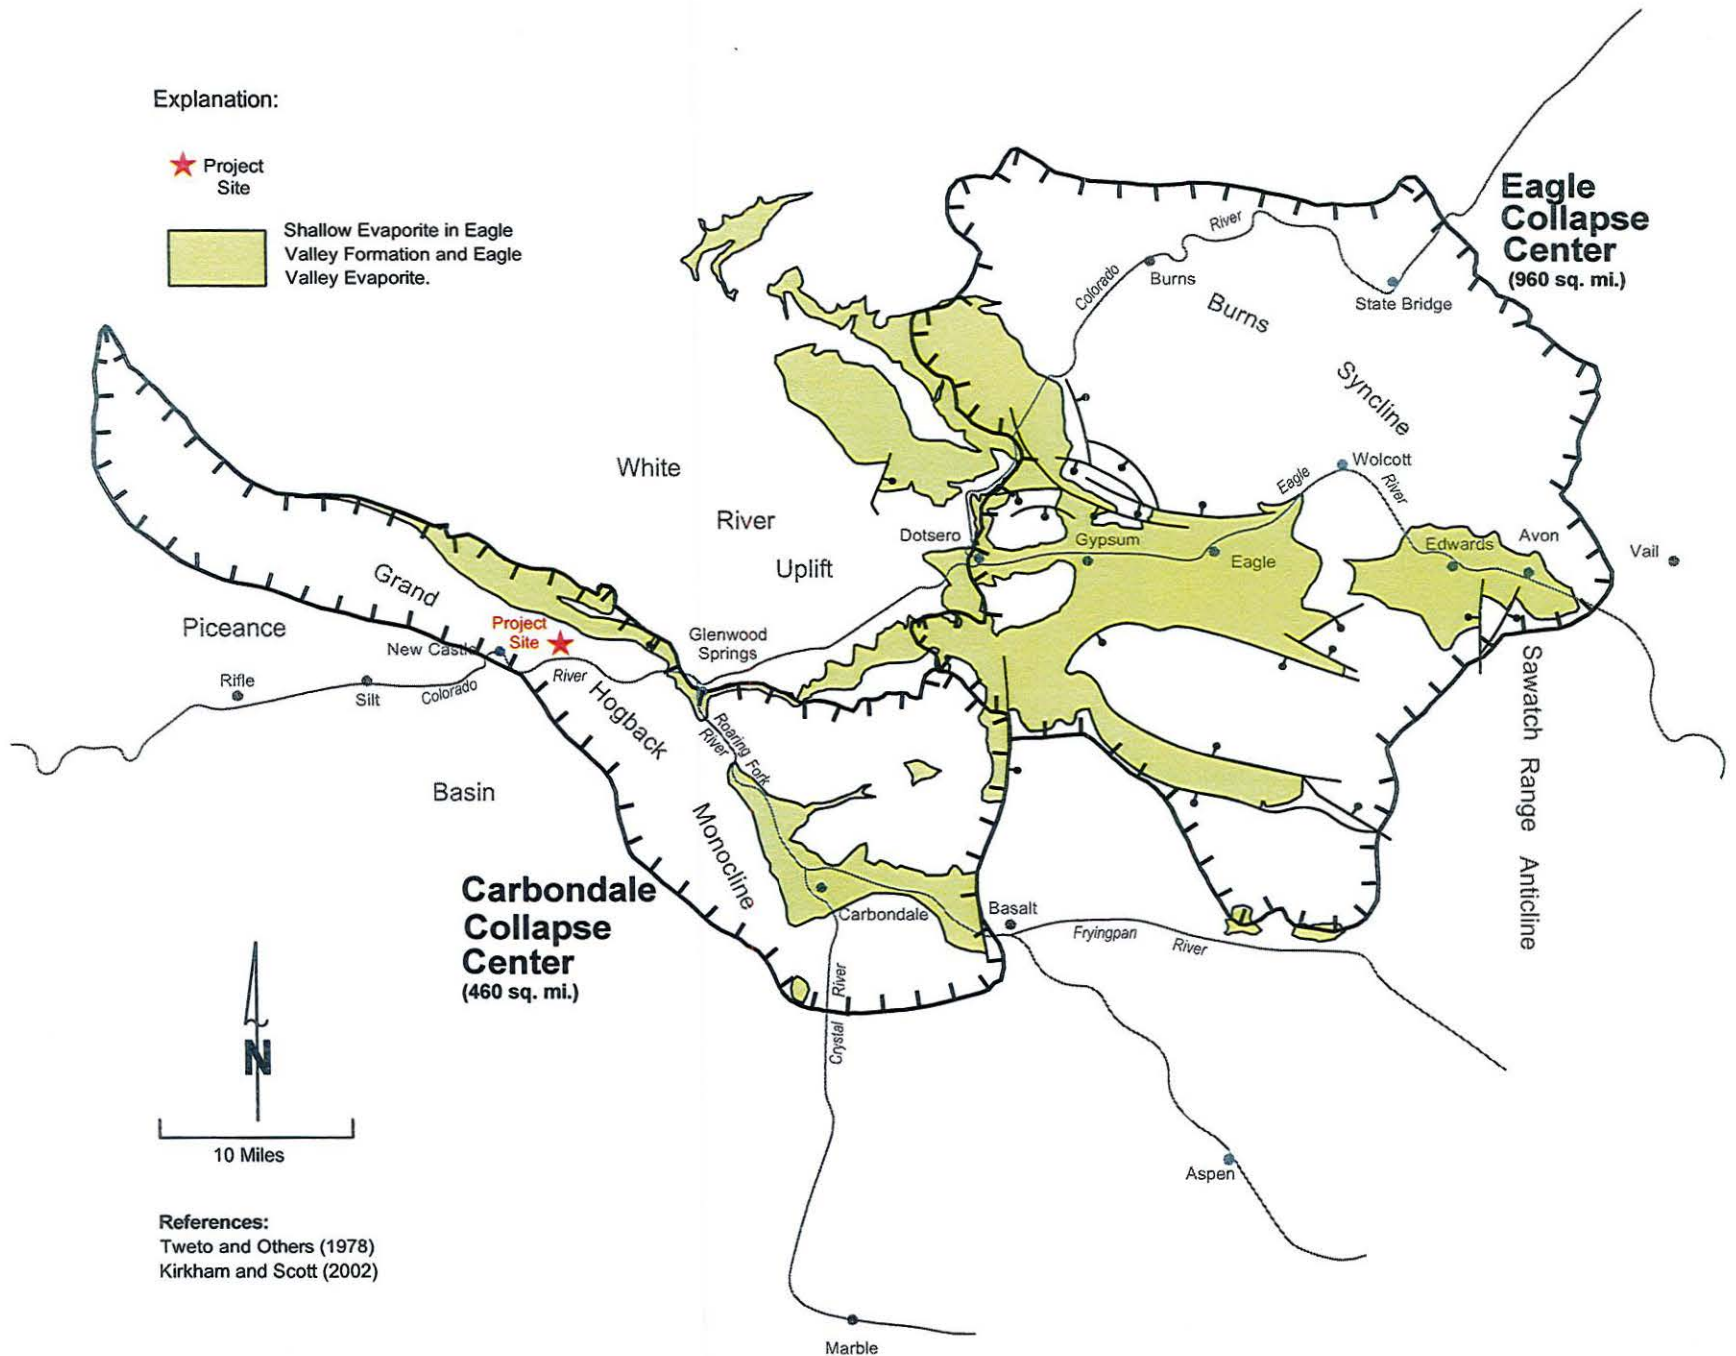 Explanation:
Project
Site
Shallow Evaporite in Eagle
Valley Formation and Eagle
Valley Evaporite.
Eagle
Collapse
Center
(960 sq. mi.)
River
Colorado
Burns
State Bridge
Burns
Syncline
White
River
Uplift
Wolcott
Eagle
River
Dotsero
Gypsum
Eagle
Edwards
Avon
Vail
Grand
Hogback
Monocline
Piceance
Basin
Project
Site
New Castle
Glenwood
Springs
Rifle
Silt
Colorado
River
Roaring Fork
River
Sawatch Range Anticline
Carbondale
Collapse
Center
(460 sq. mi.)
Carbondale
Basalt
Fryingpan
River
Crystal River
N
10 Miles
Aspen
References:
Tweto and Others (1978)
Kirkham and Scott (2002)
Marble